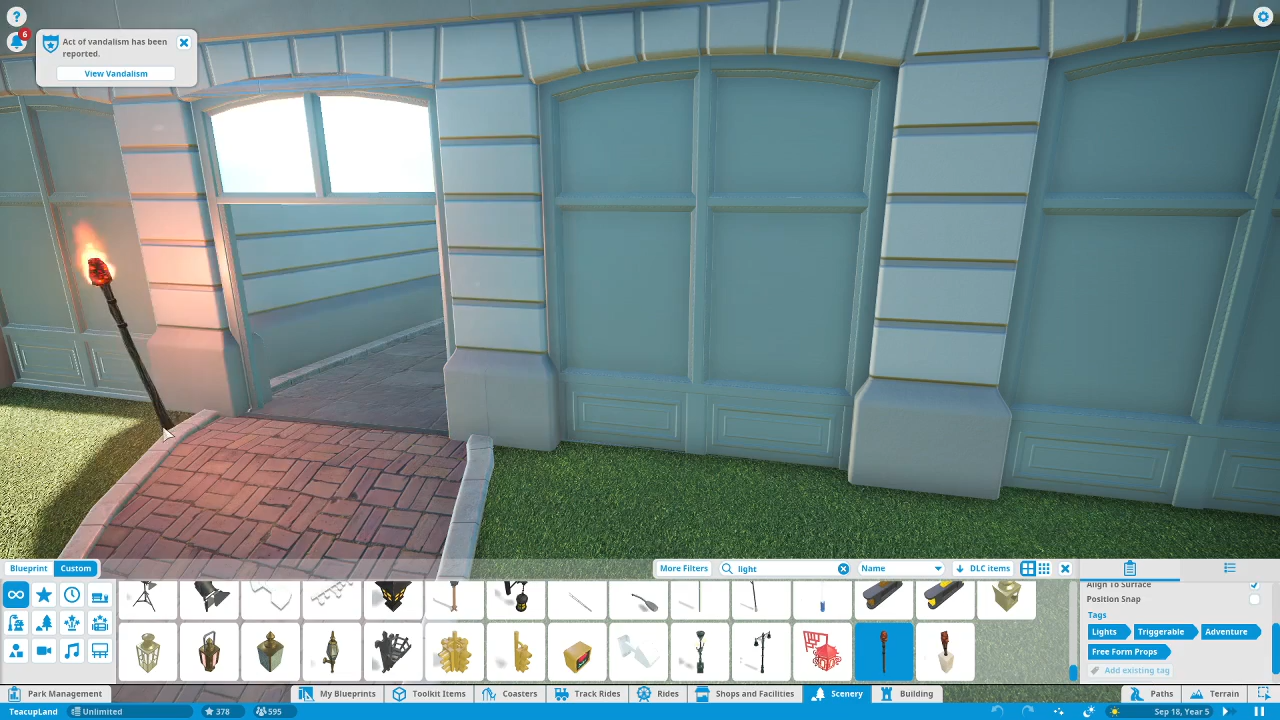 ?
6
Act of vandalism has been
reported.
View Vandalism
Blueprint
Custom
More Filters
light
Name
DLC items
Align To Surface
Position Snap
Tags
Lights
Triggerable
Adventure
Free Form Props
Add existing tag
Park Management
My Blueprints
Toolkit Items
Coasters
Track Rides
Rides
Shops and Facilities
Scenery
Building
Paths
Terrain
TeacupLand
Unlimited
378
595
Sep 18, Year 5